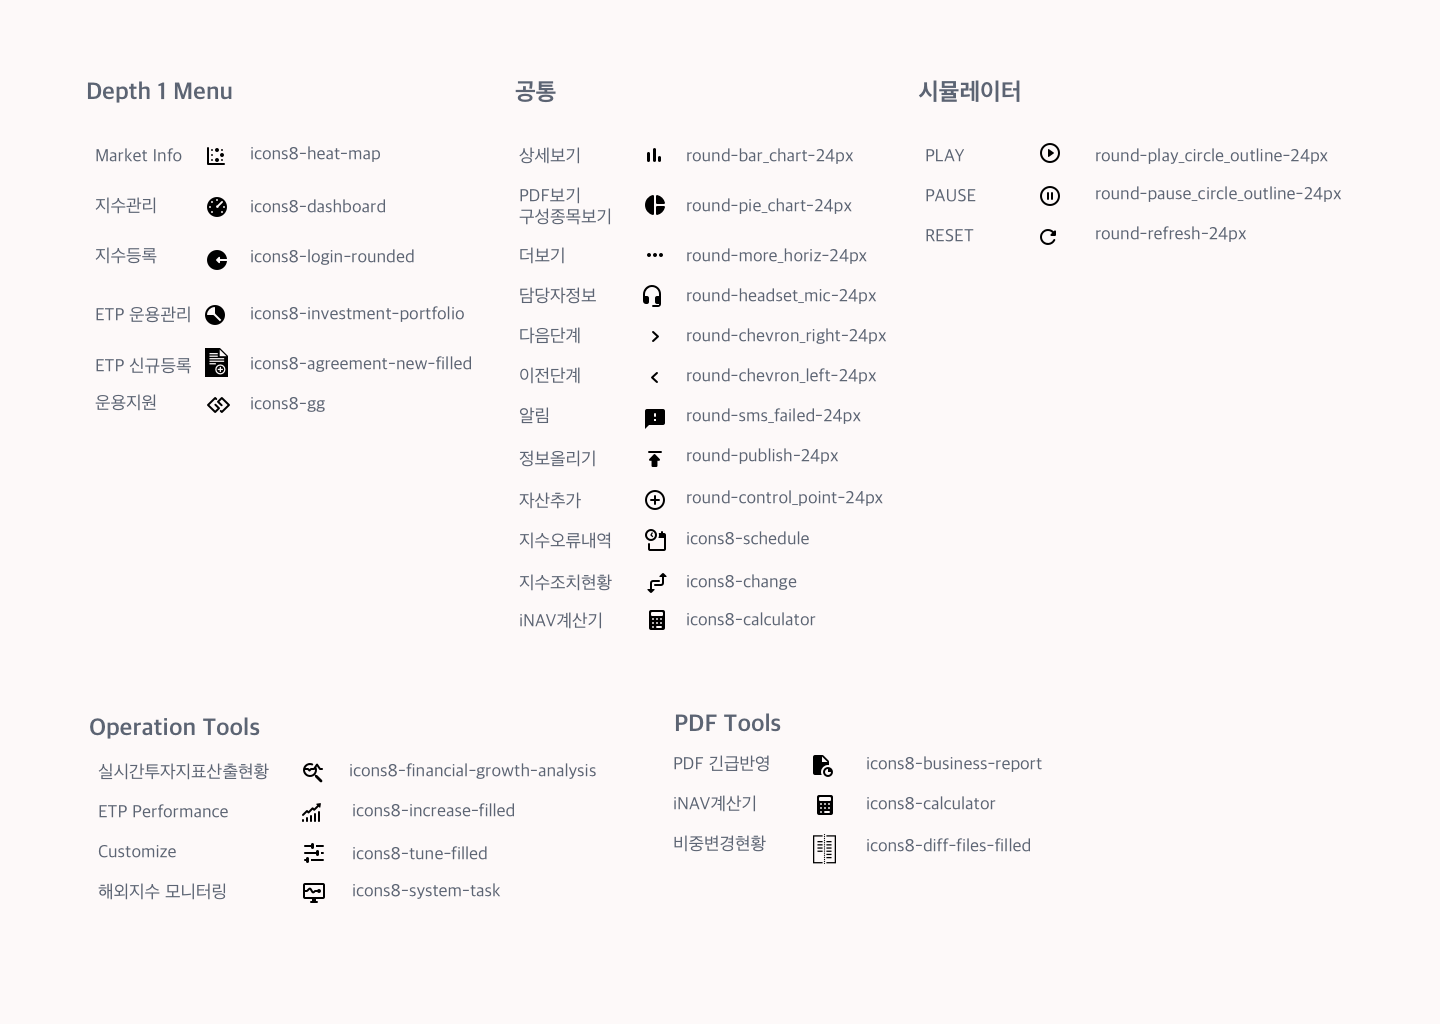 Depth 1 Menu
Market Info icons8-heat-map
지수관리 icons8-dashboard
지수등록 icons8-login-rounded
ETP 운용관리 icons8-investment-portfolio
ETP 신규등록 icons8-agreement-new-filled
운용지원 icons8-gg
공통
상세보기 round-bar_chart-24px
PDF보기
구성종목보기 round-pie_chart-24px
더보기 round-more_horiz-24px
담당자정보 round-headset_mic-24px
다음단계 round-chevron_right-24px
이전단계 round-chevron_left-24px
알림 round-sms_failed-24px
정보올리기 round-publish-24px
자산추가 round-control_point-24px
지수오류내역 icons8-schedule
지수조치현황 icons8-change
iNAV계산기 icons8-calculator
시뮬레이터
PLAY round-play_circle_outline-24px
PAUSE round-pause_circle_outline-24px
RESET round-refresh-24px
Operation Tools
실시간투자지표산출현황 icons8-financial-growth-analysis
ETP Performance icons8-increase-filled
Customize icons8-tune-filled
해외지수 모니터링 icons8-system-task
PDF Tools
PDF 긴급반영 icons8-business-report
iNAV계산기 icons8-calculator
비중변경현황 icons8-diff-files-filled